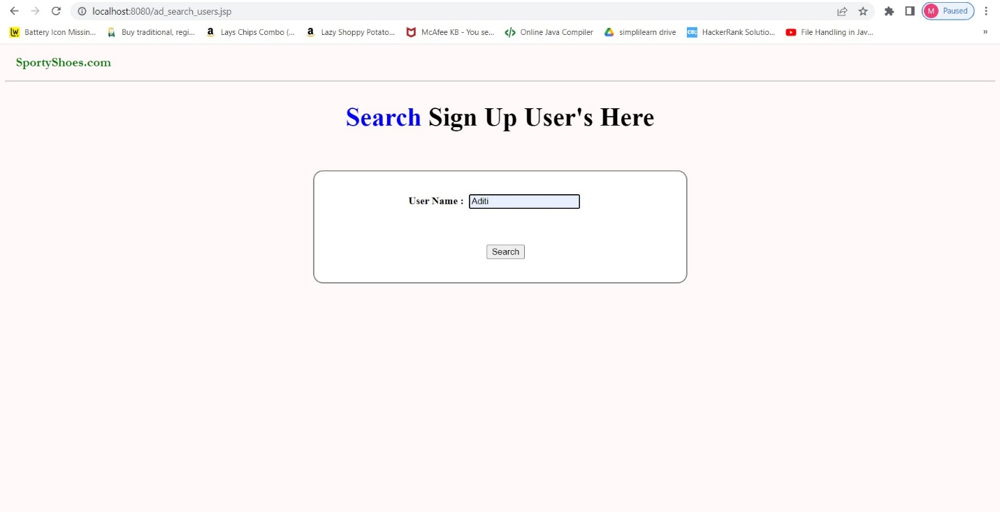 localhost:8080/ad_search_users.jsp
M Paused
Battery Icon Missin... Buy traditional, regi... Lays Chips Combo (... Lazy Shoppy Potato... McAfee KB - You se... Online Java Compiler simplilearn drive HackerRank Solutio... File Handling in Jav... »
SportyShoes.com
Search Sign Up User's Here
User Name : Aditi
Search